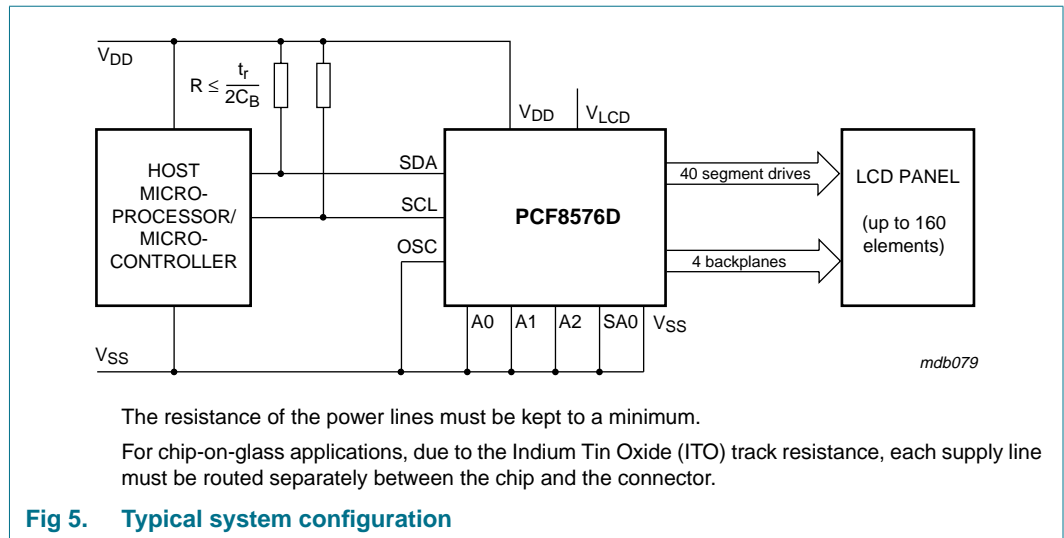 VDD
R ≤ tr
2CB
VDD
VLCD
HOST
MICRO-
PROCESSOR/
MICRO-
CONTROLLER
SDA
SCL
OSC
PCF8576D
40 segment drives
4 backplanes
LCD PANEL
(up to 160
elements)
A0
A1
A2
SA0
VSS
VSS
mdb079
The resistance of the power lines must be kept to a minimum.
For chip-on-glass applications, due to the Indium Tin Oxide (ITO) track resistance, each supply line
must be routed separately between the chip and the connector.
Fig 5. Typical system configuration